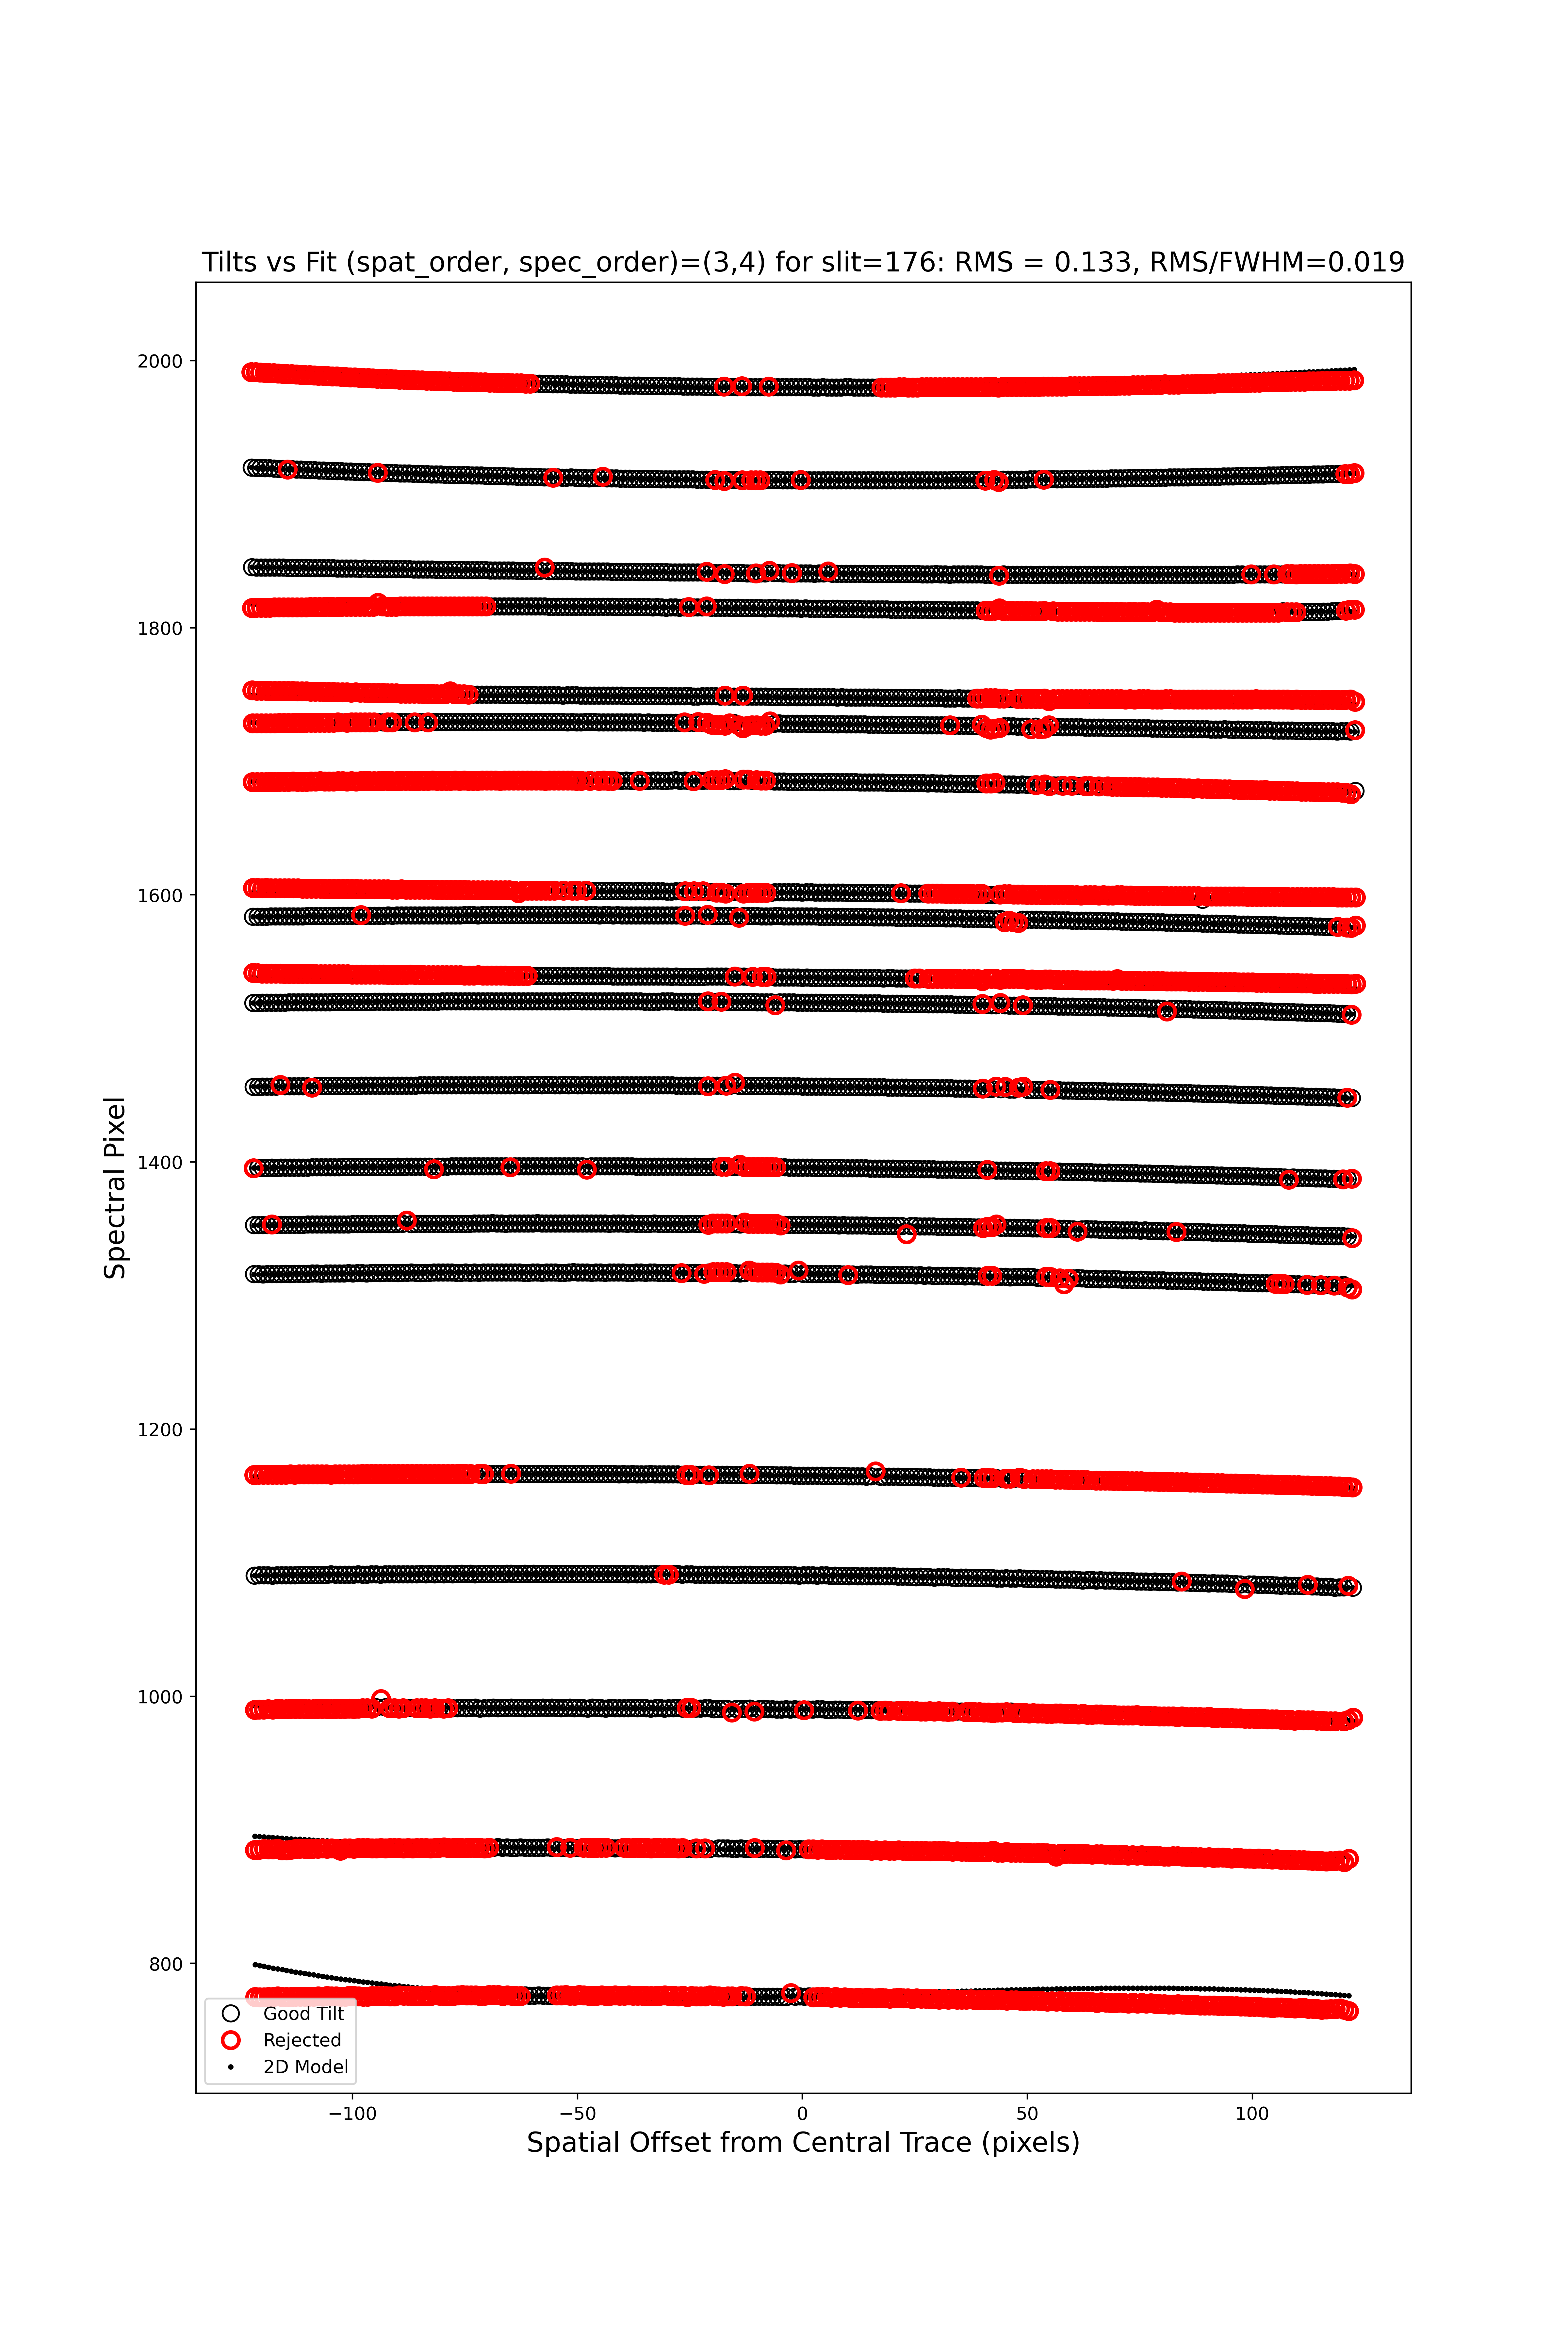 Tilts vs Fit (spat_order, spec_order)=(3,4) for slit=176: RMS = 0.133, RMS/FWHM=0.019
2000
1800
1600
1400
1200
1000
800
Spectral Pixel
Good Tilt
Rejected
2D Model
−100
−50
0
50
100
Spatial Offset from Central Trace (pixels)